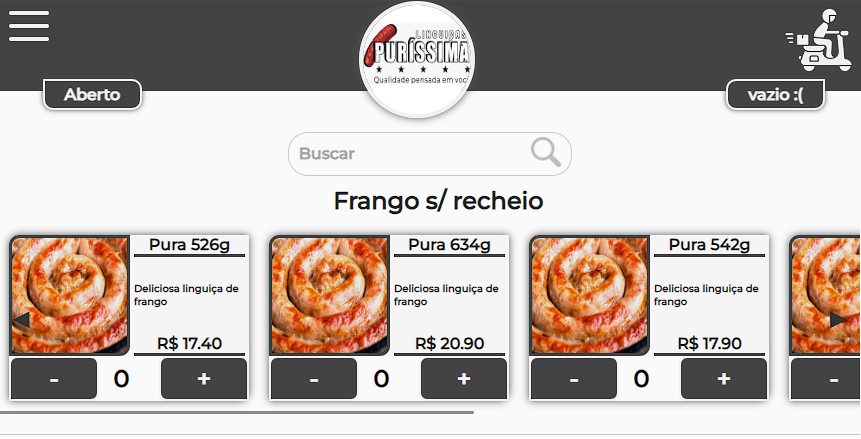 LINGUIÇAS
PURÍSSIMA
Qualidade pensada em voc
Aberto
vazio :(
Buscar
Frango s/ recheio
Pura 526g
Deliciosa linguiça de
frango
R$ 17.40
- 0 +
Pura 634g
Deliciosa linguiça de
frango
R$ 20.90
- 0 +
Pura 542g
Deliciosa linguiça de
frango
R$ 17.90
- 0 +
-